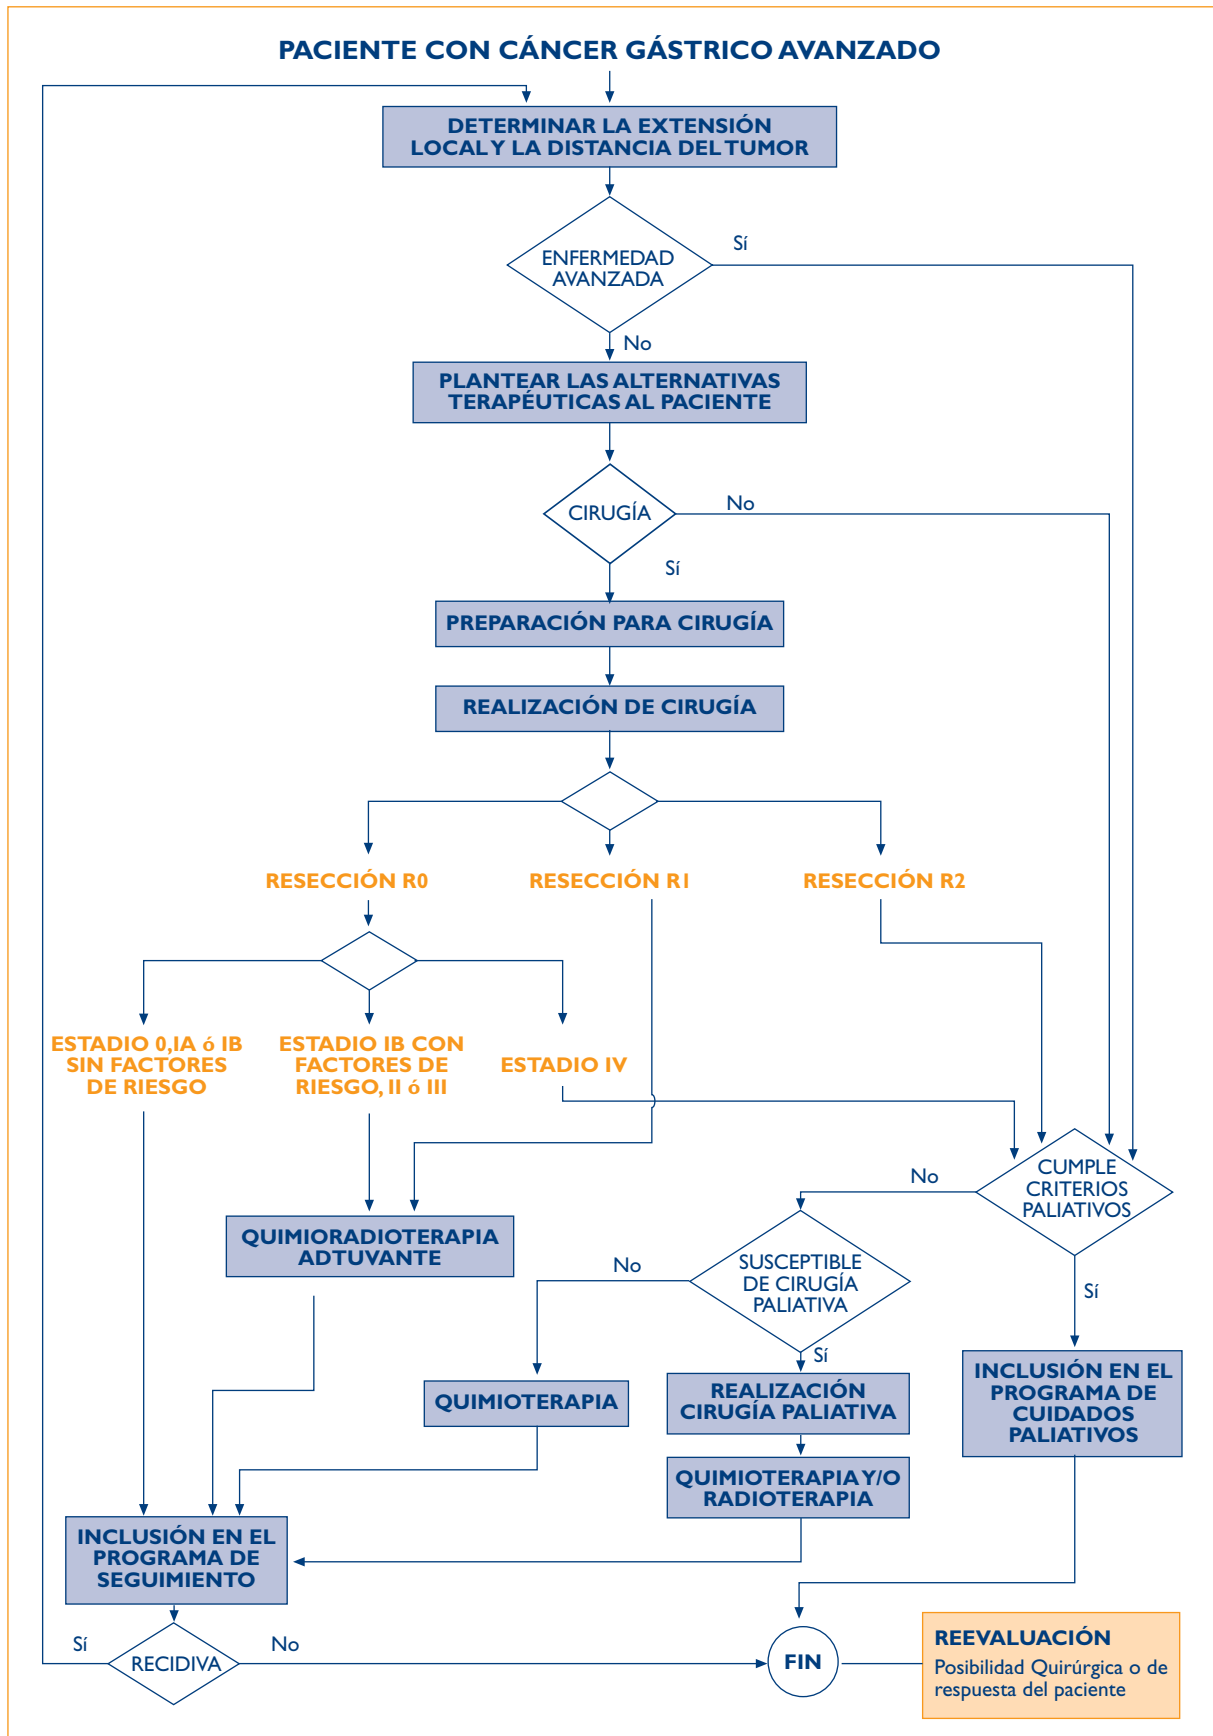 PACIENTE CON CÁNCER GÁSTRICO AVANZADO
DETERMINAR LA EXTENSIÓN
LOCAL Y LA DISTANCIA DEL TUMOR
Sí
ENFERMEDAD
AVANZADA
No
PLANTEAR LAS ALTERNATIVAS
TERAPÉUTICAS AL PACIENTE
No
CIRUGÍA
Sí
PREPARACIÓN PARA CIRUGÍA
REALIZACIÓN DE CIRUGÍA
RESECCIÓN R0
RESECCIÓN R1
RESECCIÓN R2
ESTADIO 0,IA ó IB
SIN FACTORES
DE RIESGO
ESTADIO IB CON
FACTORES DE
RIESGO, II ó III
ESTADIO IV
CUMPLE
CRITERIOS
PALIATIVOS
No
Sí
QUIMIORADIOTERAPIA
ADTUVANTE
SUSCEPTIBLE
DE CIRUGÍA
PALIATIVA
No
Sí
QUIMIOTERAPIA
REALIZACIÓN
CIRUGÍA PALIATIVA
INCLUSIÓN EN EL
PROGRAMA DE
CUIDADOS
PALIATIVOS
QUIMIOTERAPIA Y/O
RADIOTERAPIA
INCLUSIÓN EN EL
PROGRAMA DE
SEGUIMIENTO
Sí
RECIDIVA
No
FIN
REEVALUACIÓN
Posibilidad Quirúrgica o de
respuesta del paciente